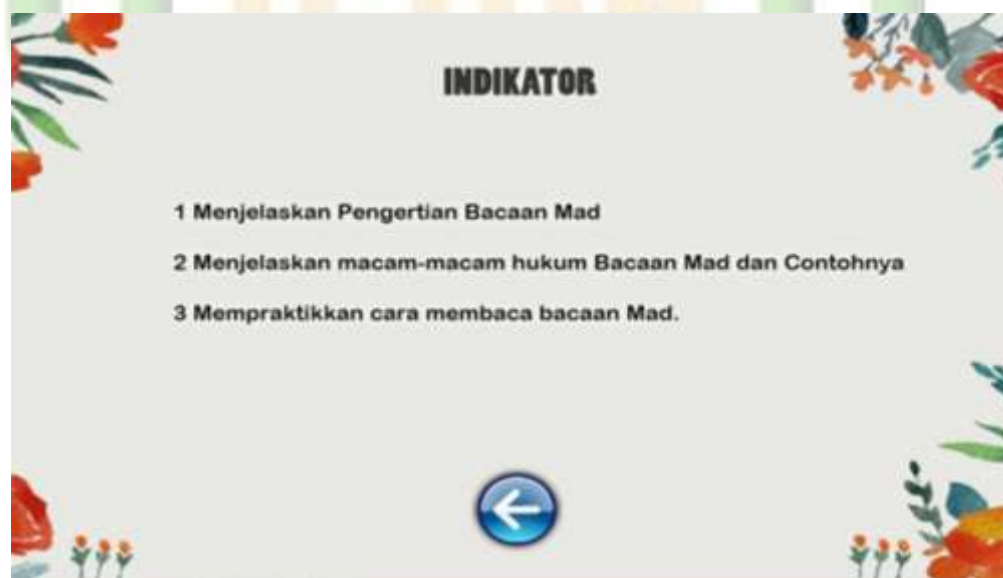 INDIKATOR
1 Menjelaskan Pengertian Bacaan Mad
2 Menjelaskan macam-macam hukum Bacaan Mad dan Contohnya
3 Mempraktikkan cara membaca bacaan Mad.